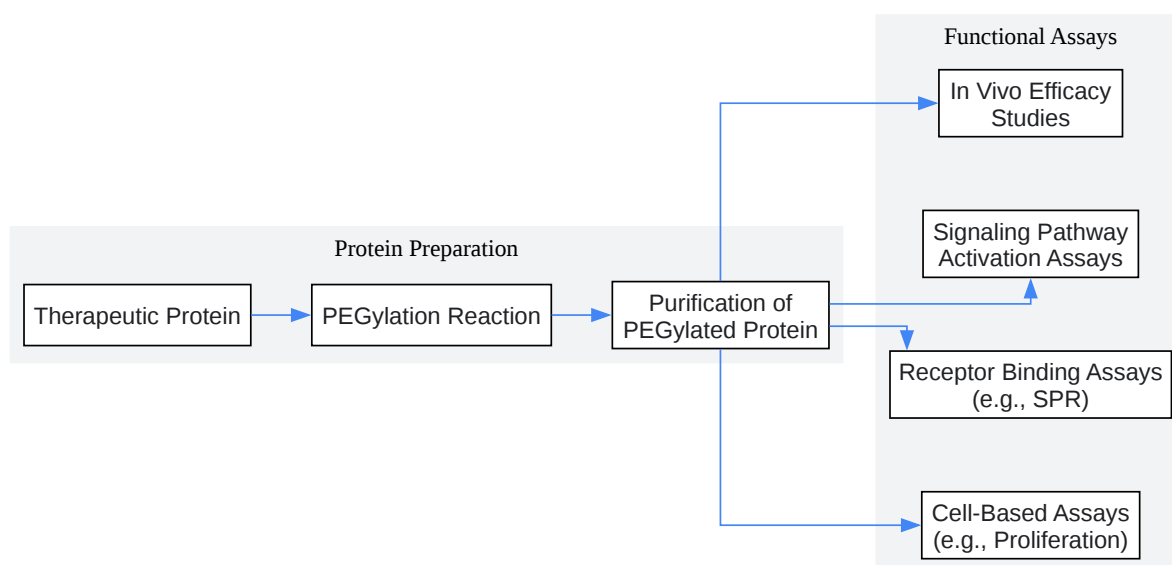 Functional Assays
In Vivo Efficacy
Studies
Signaling Pathway
Activation Assays
Protein Preparation
Therapeutic Protein
PEGylation Reaction
Purification of
PEGylated Protein
Receptor Binding Assays
(e.g., SPR)
Cell-Based Assays
(e.g., Proliferation)